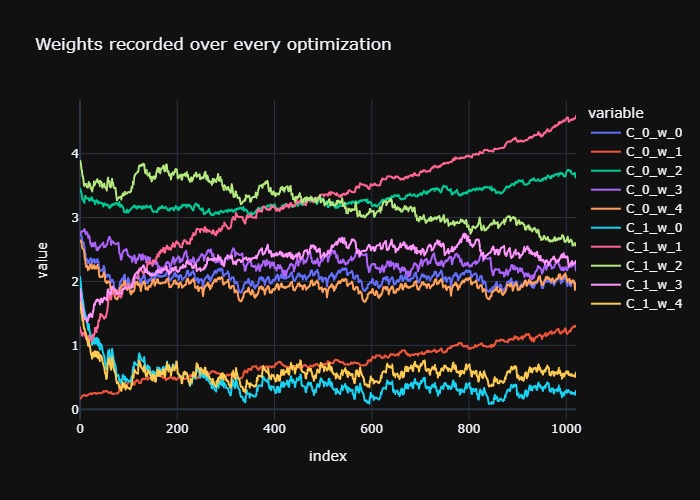 Weights recorded over every optimization
variable
C_0_w_0
C_0_w_1
C_0_w_2
C_0_w_3
C_0_w_4
C_1_w_0
C_1_w_1
C_1_w_2
C_1_w_3
C_1_w_4
value
4
3
2
1
0
0 200 400 600 800 1000
index